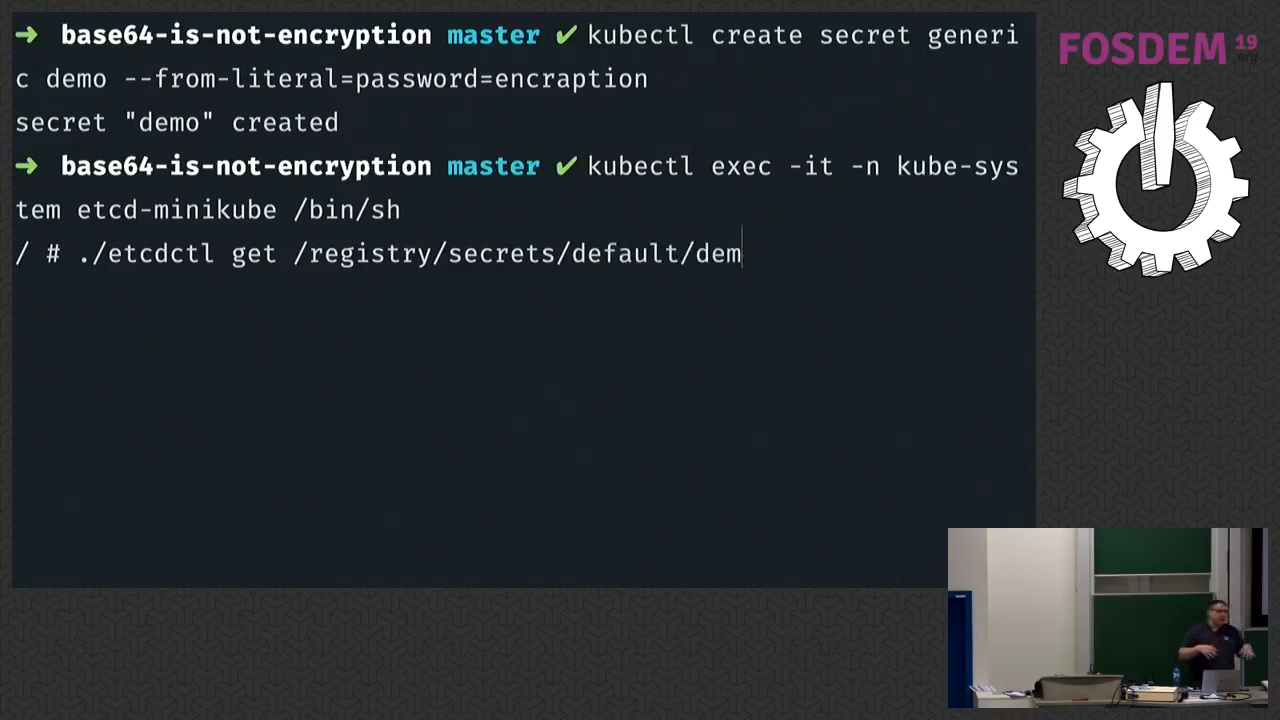 ➜ base64-is-not-encryption master ✔ kubectl create secret generi
c demo --from-literal=password=encraption
secret "demo" created
➜ base64-is-not-encryption master ✔ kubectl exec -it -n kube-sys
tem etcd-minikube /bin/sh
/ # ./etcdctl get /registry/secrets/default/dem
FOSDEM 19
.org